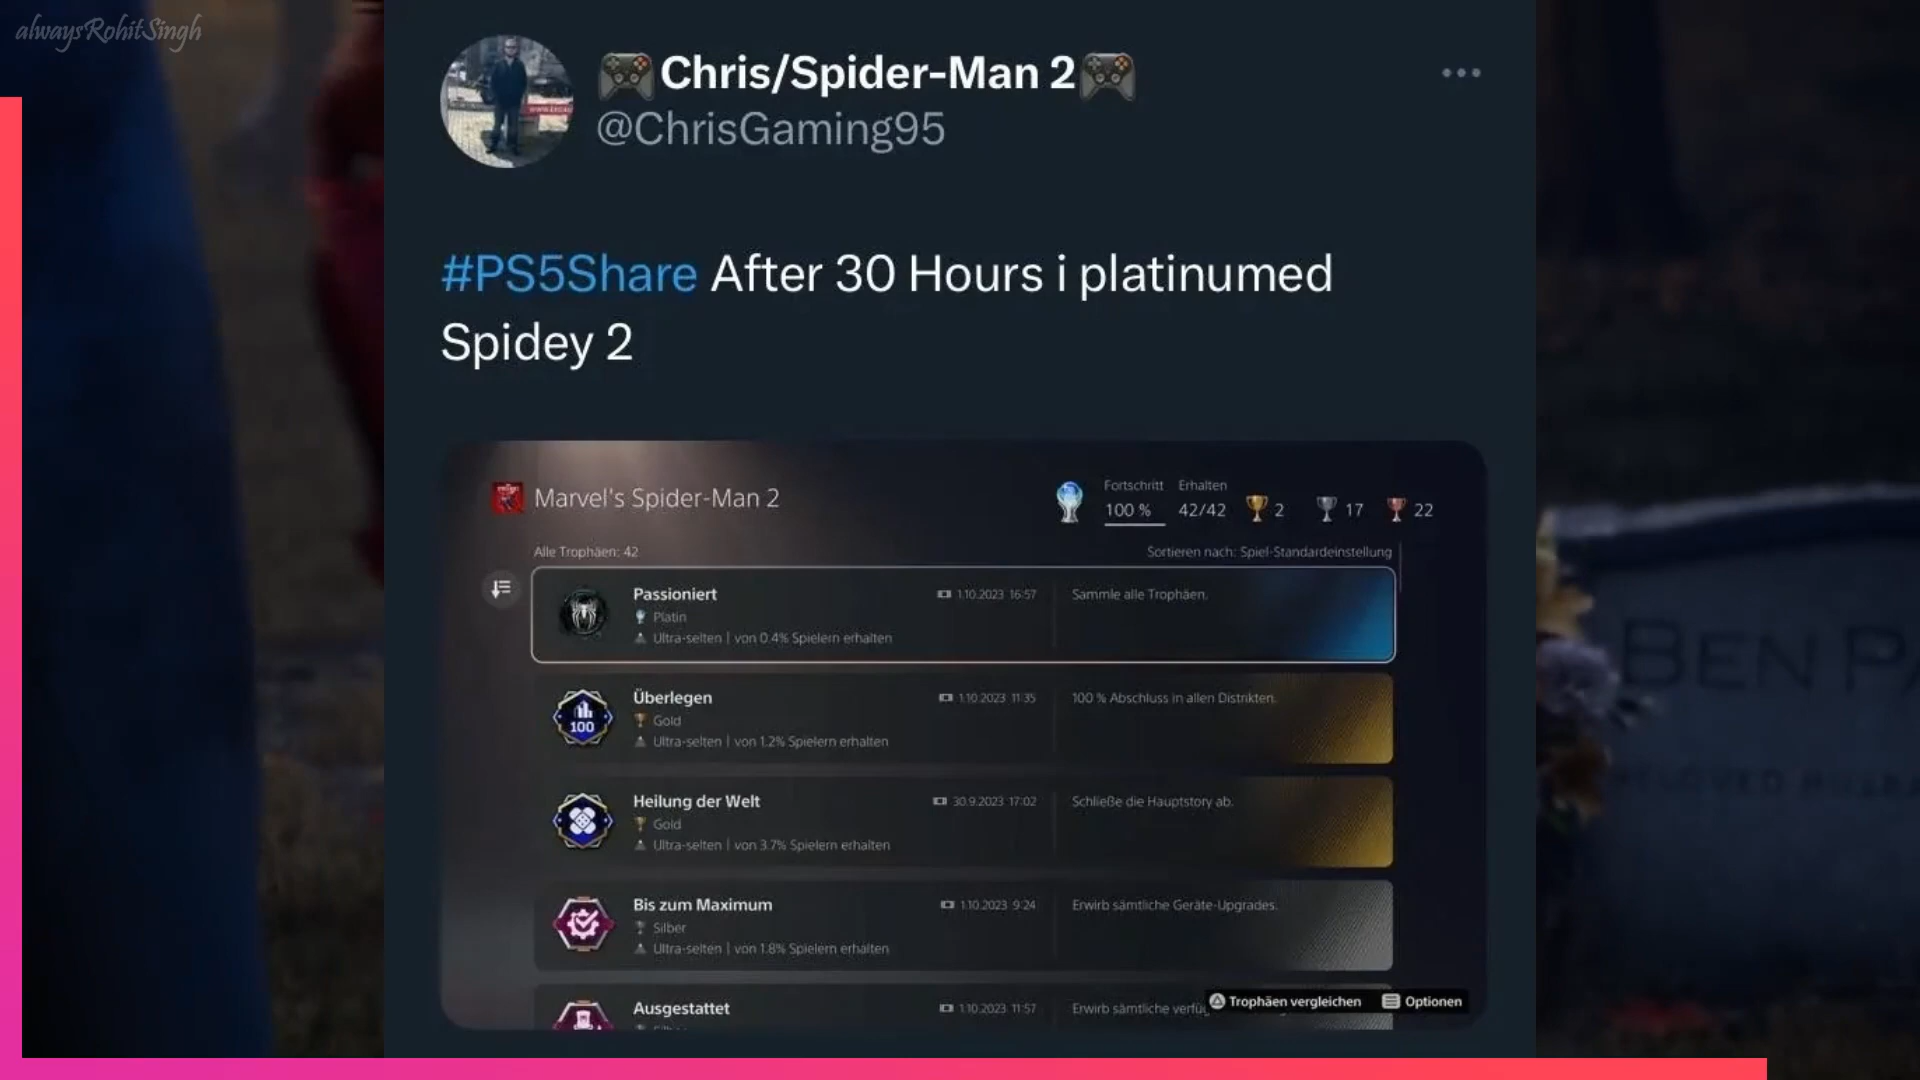 alwaysRohitSingh
🎮Chris/Spider-Man 2🎮
@ChrisGaming95
#PS5Share After 30 Hours i platinumed
Spidey 2
Marvel's Spider-Man 2
Fortschritt Erhalten
100 % 42/42 2 17 22
Alle Trophäen: 42
Sortieren nach: Spiel-Standardeinstellung
Passioniert 1.10.2023 16:57 Sammle alle Trophäen.
Platin
Ultra-selten | von 0.4% Spielern erhalten
Überlegen 1.10.2023 11:35 100 % Abschluss in allen Distrikten.
100
Gold
Ultra-selten | von 1.2% Spielern erhalten
Heilung der Welt 30.9.2023 17:02 Schließe die Hauptstory ab.
Gold
Ultra-selten | von 3.7% Spielern erhalten
Bis zum Maximum 1.10.2023 9:24 Erwirb sämtliche Geräte-Upgrades.
Silber
Ultra-selten | von 1.8% Spielern erhalten
Ausgestattet 1.10.2023 11:57 Erwirb sämtliche
Trophäen vergleichen Optionen
BEN